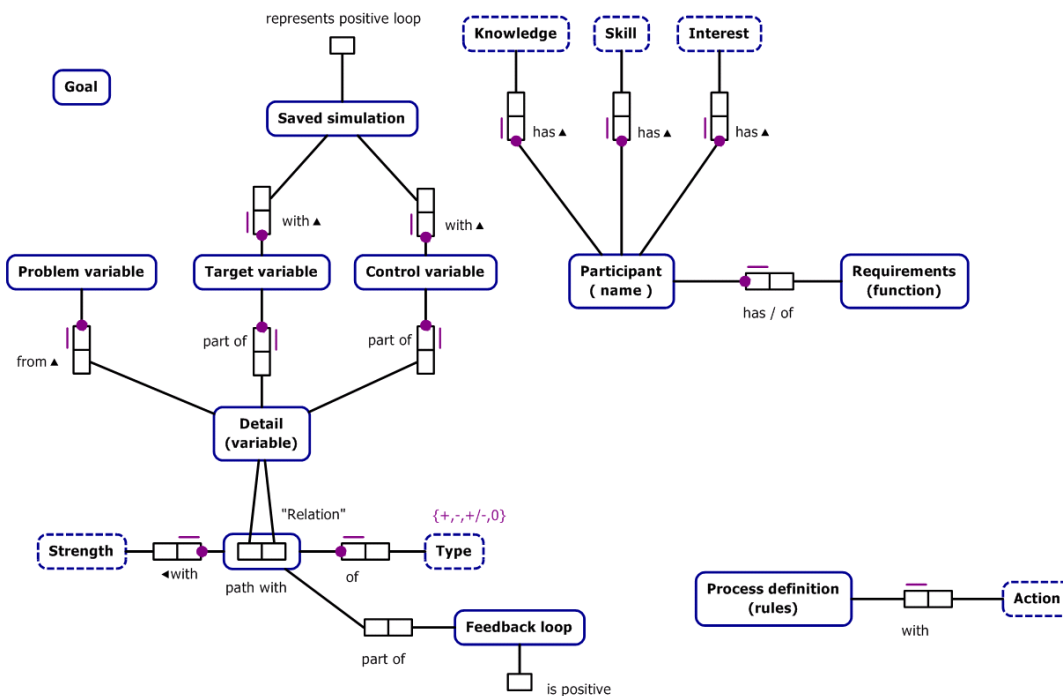 represents positive loop
Knowledge
Skill
Interest
Goal
Saved simulation
has ▲
has ▲
has ▲
with ▲
with ▲
Problem variable
Target variable
Control variable
Participant
( name )
Requirements
(function)
has / of
from ▲
part of
part of
Detail
(variable)
"Relation"
{+,-,+/-,0}
Strength
Type
◄with
path with
of
Process definition
(rules)
Action
with
Feedback loop
part of
is positive